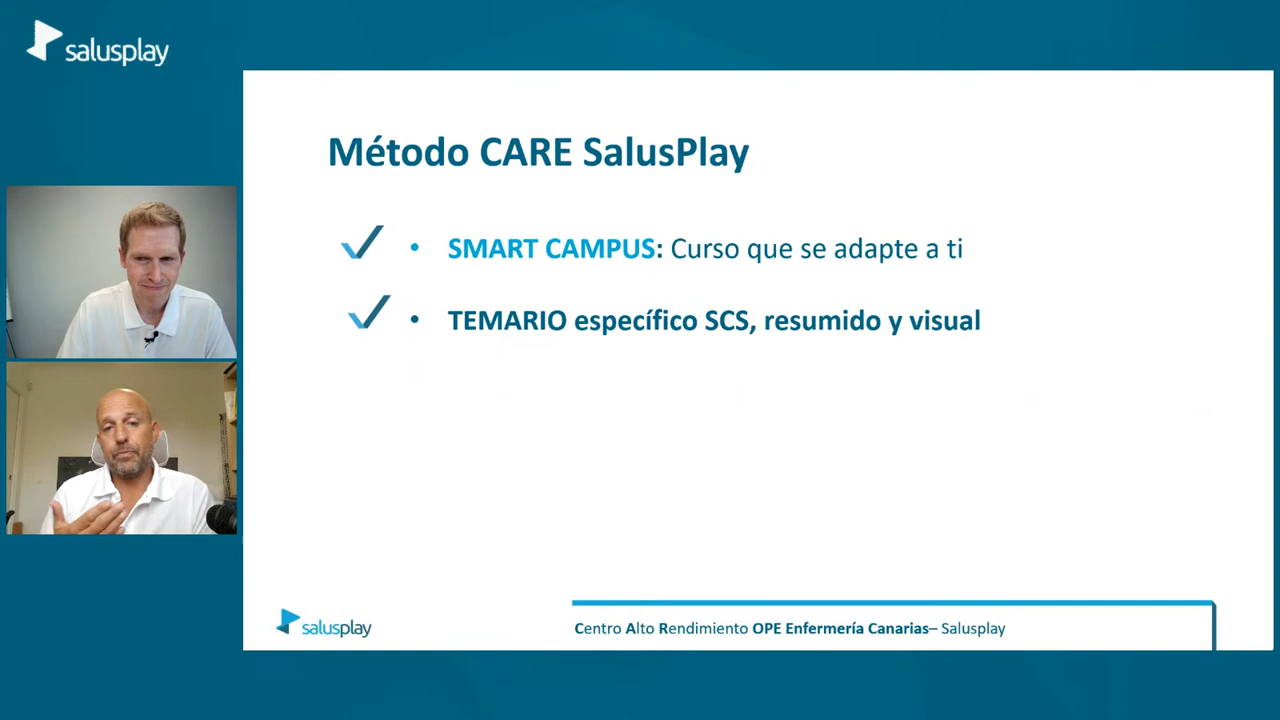 salusplay
Método CARE SalusPlay
• SMART CAMPUS: Curso que se adapte a ti
• TEMARIO específico SCS, resumido y visual
salusplay
Centro Alto Rendimiento OPE Enfermería Canarias– Salusplay